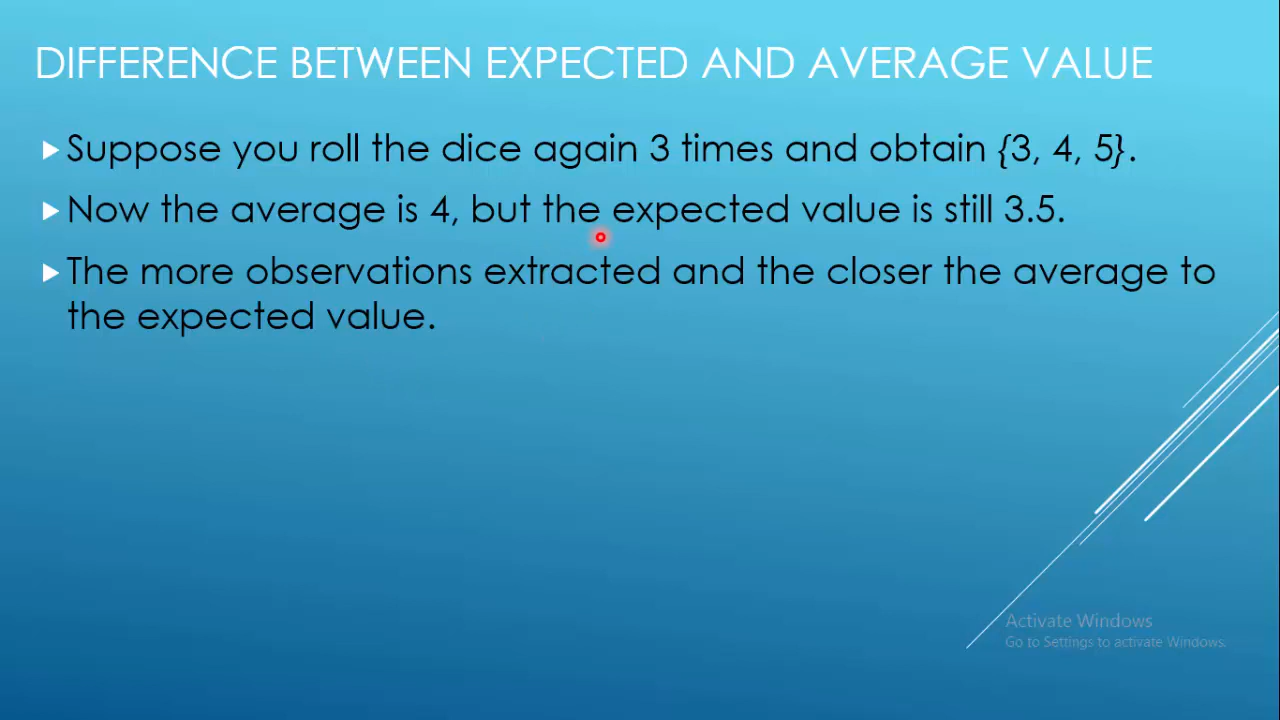 DIFFERENCE BETWEEN EXPECTED AND AVERAGE VALUE
Suppose you roll the dice again 3 times and obtain {3, 4, 5}.
Now the average is 4, but the expected value is still 3.5.
The more observations extracted and the closer the average to
the expected value.
Activate Windows
Go to Settings to activate Windows.